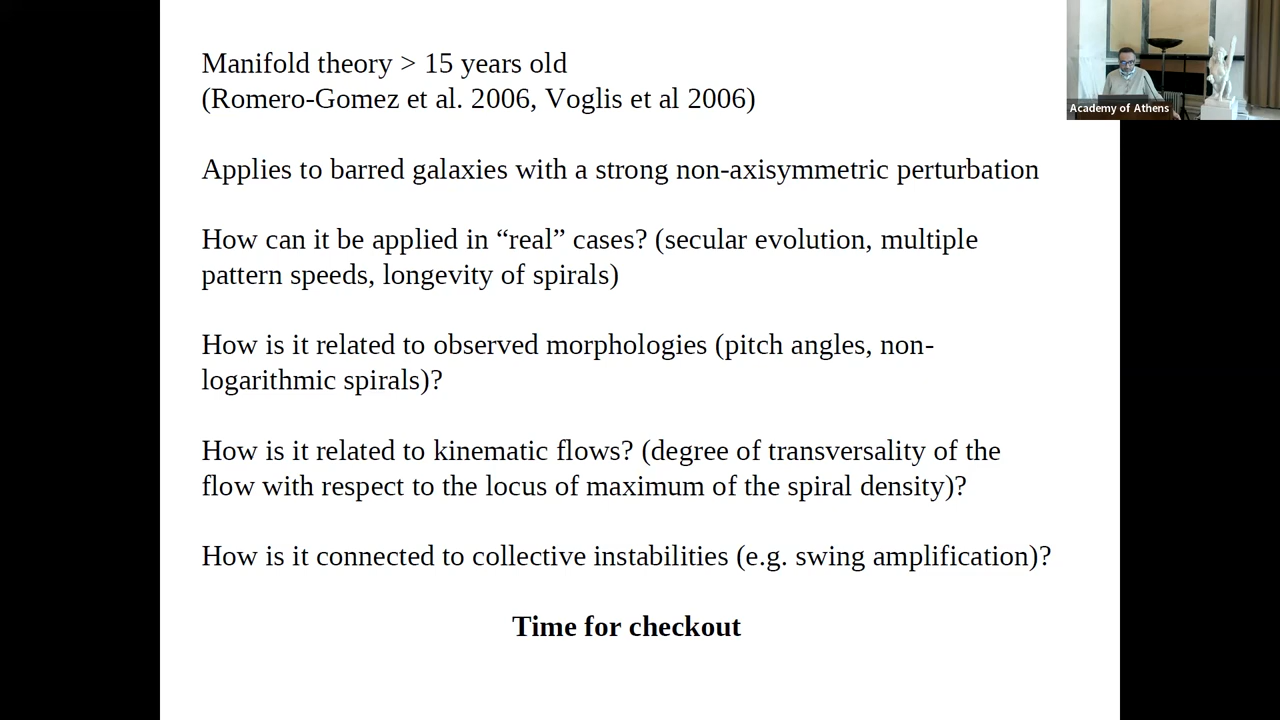 Manifold theory > 15 years old
(Romero-Gomez et al. 2006, Voglis et al 2006)
Applies to barred galaxies with a strong non-axisymmetric perturbation
How can it be applied in “real” cases? (secular evolution, multiple
pattern speeds, longevity of spirals)
How is it related to observed morphologies (pitch angles, non-
logarithmic spirals)?
How is it related to kinematic flows? (degree of transversality of the
flow with respect to the locus of maximum of the spiral density)?
How is it connected to collective instabilities (e.g. swing amplification)?
Time for checkout
Academy of Athens